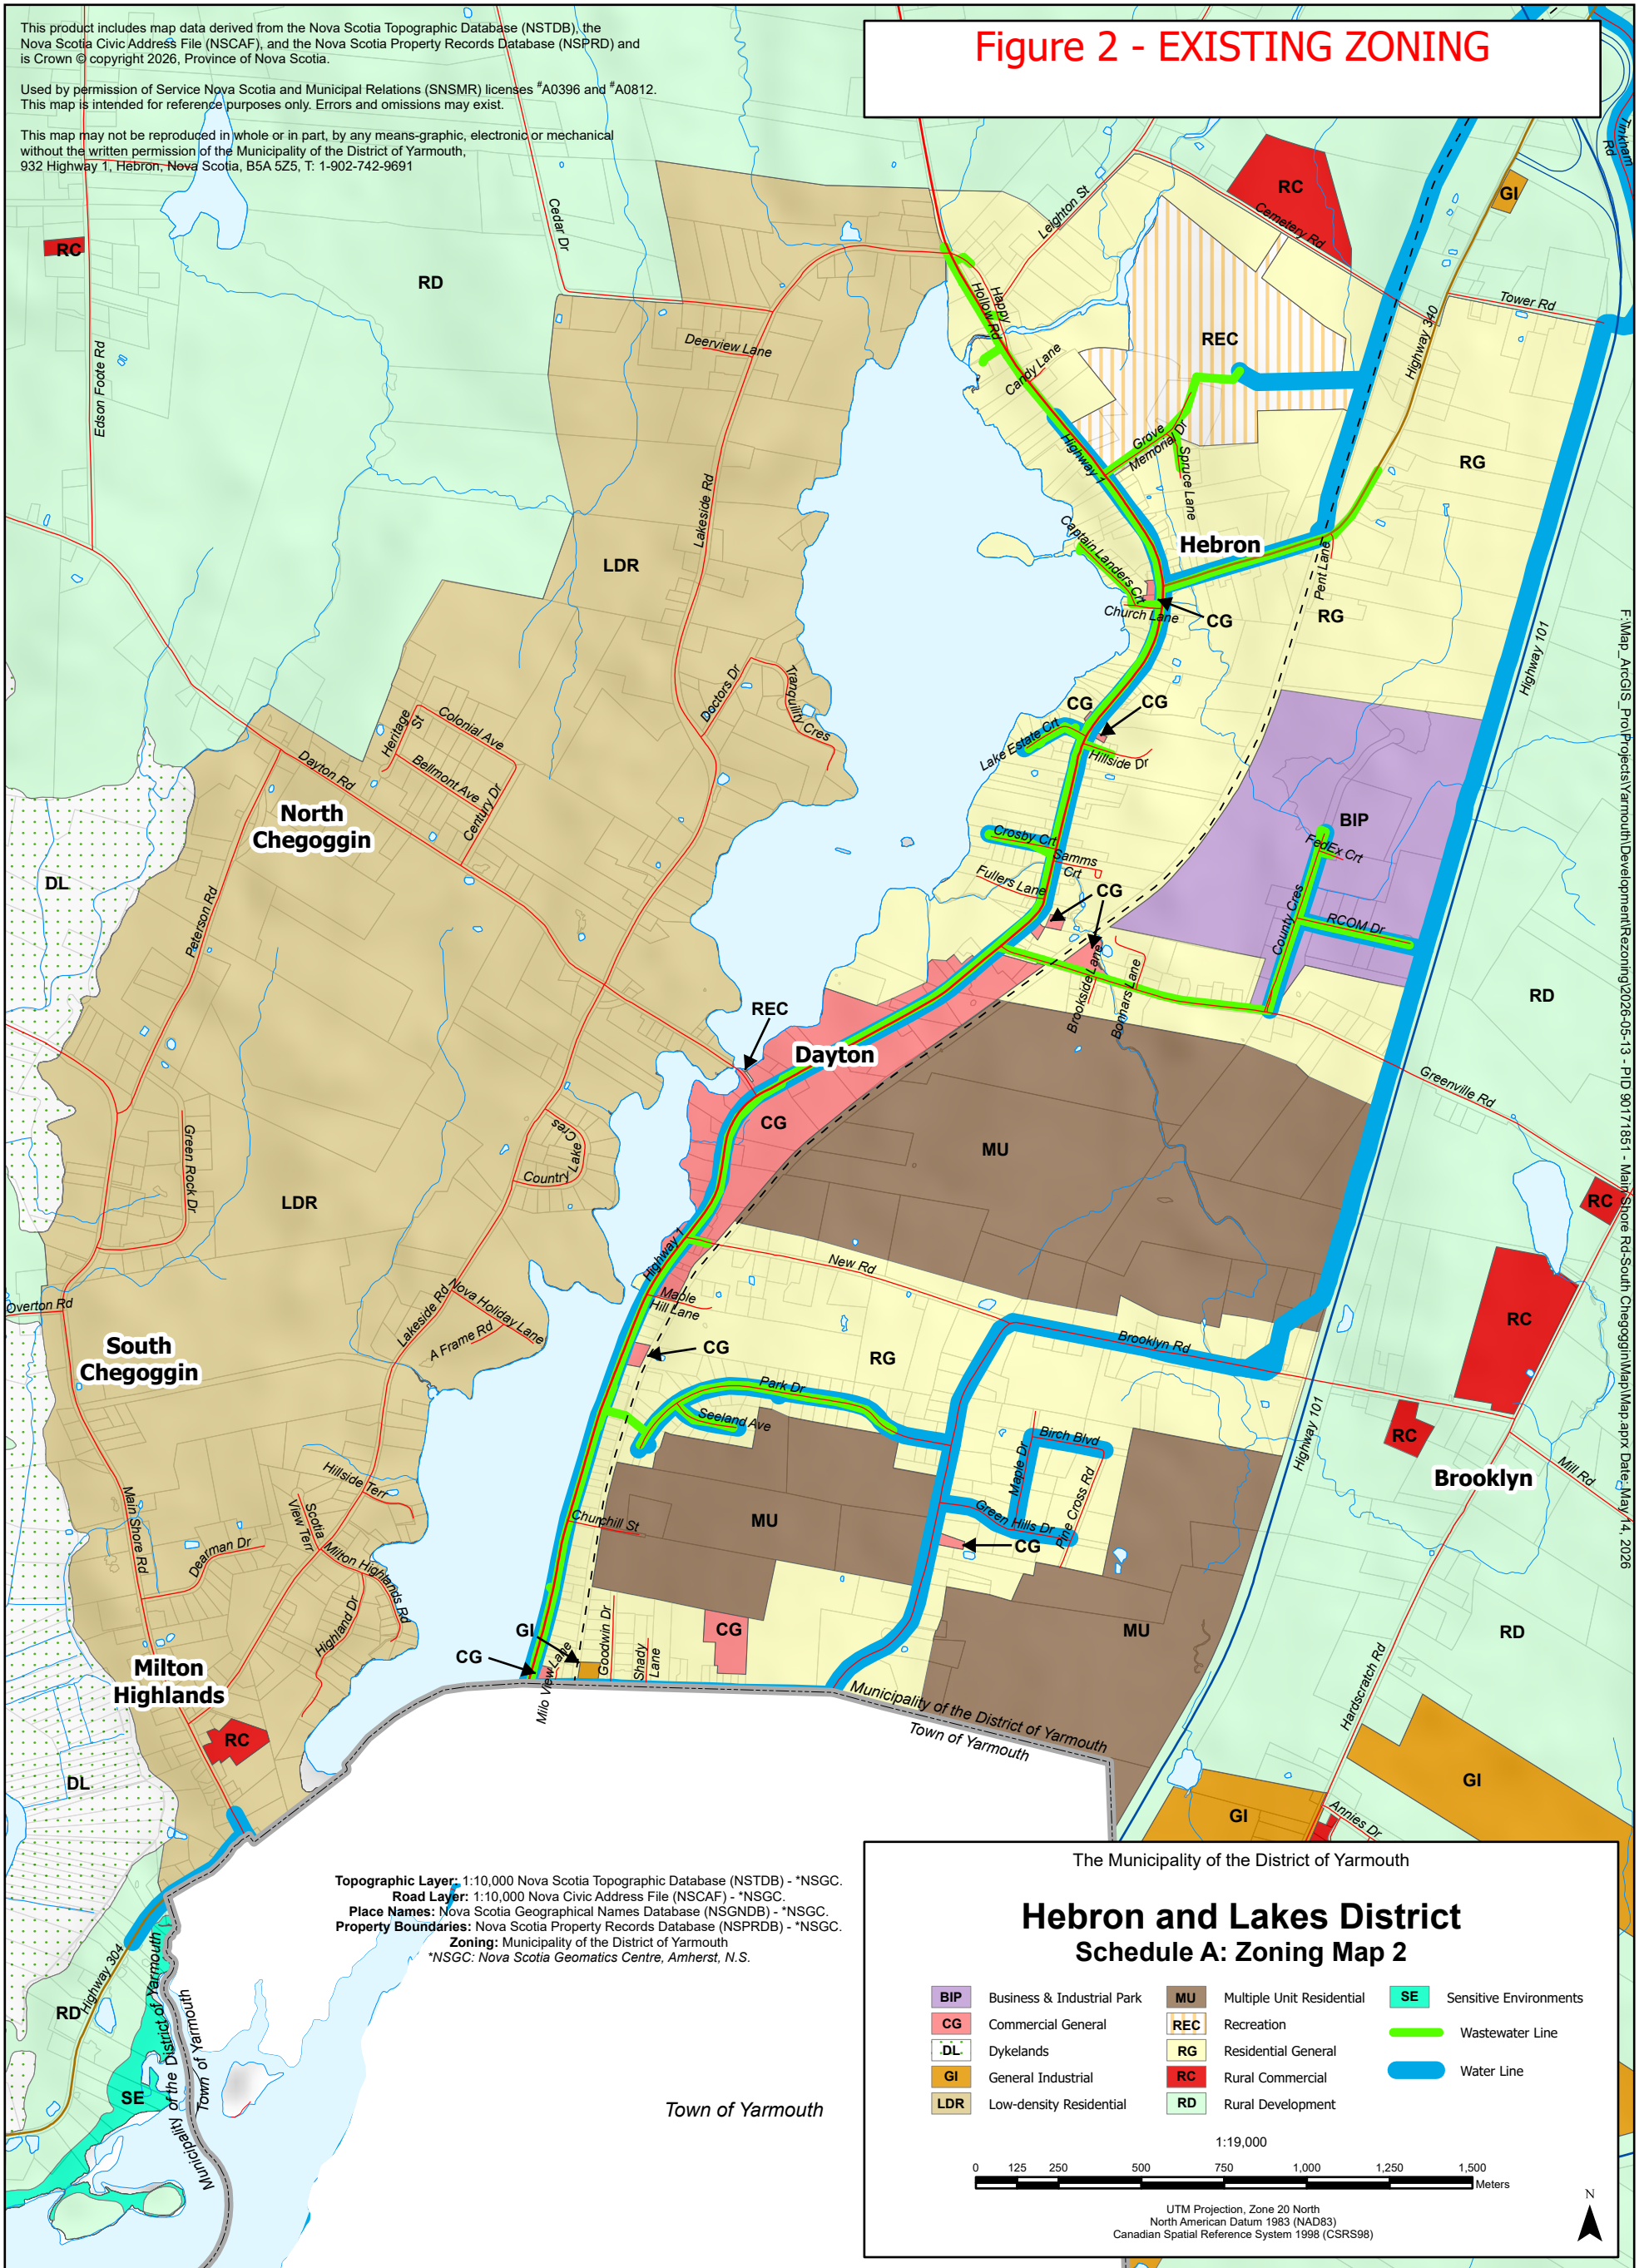 This product includes map data derived from the Nova Scotia Topographic Database (NSTDB), the
Nova Scotia Civic Address File (NSCAF), and the Nova Scotia Property Records Database (NSPRD) and
is Crown © copyright 2026, Province of Nova Scotia.
Used by permission of Service Nova Scotia and Municipal Relations (SNSMR) licenses #A0396 and #A0812.
This map is intended for reference purposes only. Errors and omissions may exist.
This map may not be reproduced in whole or in part, by any means-graphic, electronic or mechanical
without the written permission of the Municipality of the District of Yarmouth,
932 Highway 1, Hebron, Nova Scotia, B5A 5Z5, T: 1-902-742-9691
Figure 2 - EXISTING ZONING
Tinkham
Rd
Leighton St
RC
GI
Cemetery Rd
Cedar Dr
RC
RD
Happy
Hollow Rd
Tower Rd
REC
Highway 340
Edson Foote Rd
Deerview Lane
Candy Lane
Grove
Memorial Dr
Highway 1
Spruce Lane
RG
Lakeside Rd
Captain Landers Crt
Hebron
Pent Lane
LDR
Church Lane
CG
RG
Highway 101
Doctors Dr
Tranquility Cres
Heritage
St
Colonial Ave
Bellmont Ave
Century Dr
Dayton Rd
CG
CG
Lake Estate Crt
Hillside Dr
North
Chegoggin
BIP
FedEx Crt
Crosby Crt
Samms
Crt
Fullers Lane
CG
DL
Peterson Rd
County Cres
RCOM Dr
Brookside Lane
Bonnars Lane
RD
REC
Dayton
Greenville Rd
CG
MU
Green Rock Dr
Country Lake
Cres
LDR
RC
Highway 1
New Rd
Overton Rd
Nova Holiday Lane
Lakeside Rd
A Frame Rd
Maple
Hill Lane
RC
South
Chegoggin
CG
RG
Brooklyn Rd
Park Dr
Seeland Ave
Highway 101
RC
Birch Blvd
Maple Dr
Pine Cross Rd
Brooklyn
Mill Rd
Hillside Terr
Main Shore Rd
Scotia
View Terr
Churchill St
MU
Green Hills Dr
CG
Dearman Dr
Milton Highlands Rd
Highland Dr
GI
CG
Goodwin Dr
Shady
Lane
CG
MU
RD
Milo View Lane
Milton
Highlands
Hardscratch Rd
Municipality of the District of Yarmouth
Town of Yarmouth
RC
DL
GI
GI
Annies Dr
F:\Map_ArcGIS_Pro\Projects\Yarmouth\Development\Rezoning\2026-05-13 - PID 90171851 - Main Shore Rd-South Chegoggin\Map\Map.aprx Date: May 14, 2026
Topographic Layer: 1:10,000 Nova Scotia Topographic Database (NSTDB) - *NSGC.
Road Layer: 1:10,000 Nova Civic Address File (NSCAF) - *NSGC.
Place Names: Nova Scotia Geographical Names Database (NSGNDB) - *NSGC.
Property Boundaries: Nova Scotia Property Records Database (NSPRDB) - *NSGC.
Zoning: Municipality of the District of Yarmouth
*NSGC: Nova Scotia Geomatics Centre, Amherst, N.S.
Highway 304
RD
SE
Municipality of the District of Yarmouth
Town of Yarmouth
Town of Yarmouth
The Municipality of the District of Yarmouth
Hebron and Lakes District
Schedule A: Zoning Map 2
BIP Business & Industrial Park
CG Commercial General
DL Dykelands
GI General Industrial
LDR Low-density Residential
MU Multiple Unit Residential
REC Recreation
RG Residential General
RC Rural Commercial
RD Rural Development
SE Sensitive Environments
Wastewater Line
Water Line
1:19,000
0 125 250 500 750 1,000 1,250 1,500
Meters
UTM Projection, Zone 20 North
North American Datum 1983 (NAD83)
Canadian Spatial Reference System 1998 (CSRS98)
N